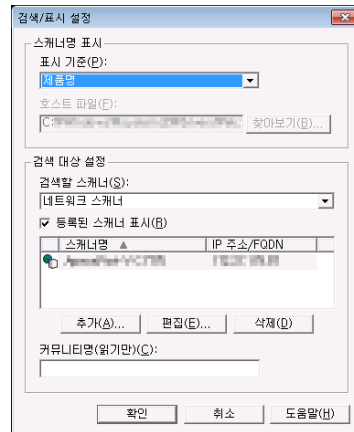 검색/표시 설정
스캐너명 표시
표시 기준(P):
제품명
호스트 파일(F):
C:
찾아보기(B)...
검색 대상 설정
검색할 스캐너(S):
네트워크 스캐너
등록된 스캐너 표시(R)
스캐너명 ▲ IP 주소/FQDN
추가(A)... 편집(E)... 삭제(D)
커뮤니티명(읽기만)(C):
확인 취소 도움말(H)